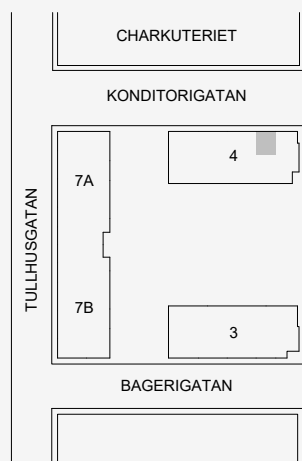 CHARKUTERIET
KONDITORIGATAN
4
7A
TULLHUSGATAN
7B
3
BAGERIGATAN